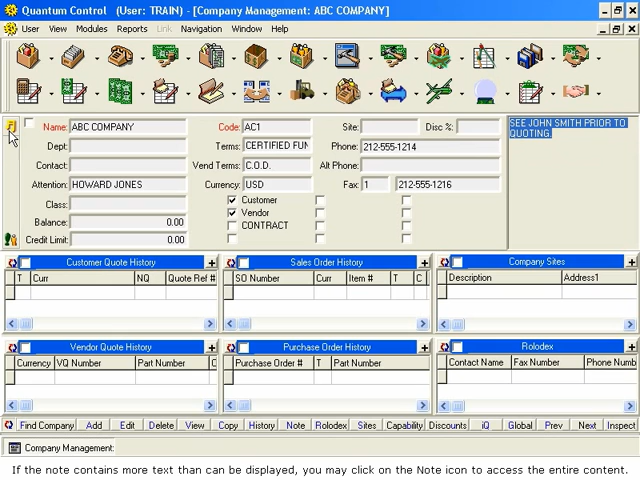 Quantum Control (User: TRAIN) - [Company Management: ABC COMPANY]
User View Modules Reports Link Navigation Window Help
Name: ABC COMPANY Code: AC1 Site: Disc %:
SEE JOHN SMITH PRIOR TO
QUOTING.
Dept: Terms: CERTIFIED FUN Phone: 212-555-1214
Contact: Vend Terms: C.O.D. Alt Phone:
Attention: HOWARD JONES Currency: USD Fax: 1 212-555-1216
Class: Customer
Vendor
Balance: 0.00 CONTRACT
Credit Limit: 0.00
Customer Quote History Sales Order History Company Sites
T Curr NQ Quote Ref # SO Number Curr Item # T C Description Address1
Vendor Quote History Purchase Order History Rolodex
Currency VQ Number Part Number C Purchase Order # T Part Number Contact Name Fax Number Phone Numb
Find Company Add Edit Delete View Copy History Note Rolodex Sites Capability Discounts iQ Global Prev Next Inspect
Company Management:
If the note contains more text than can be displayed, you may click on the Note icon to access the entire content.